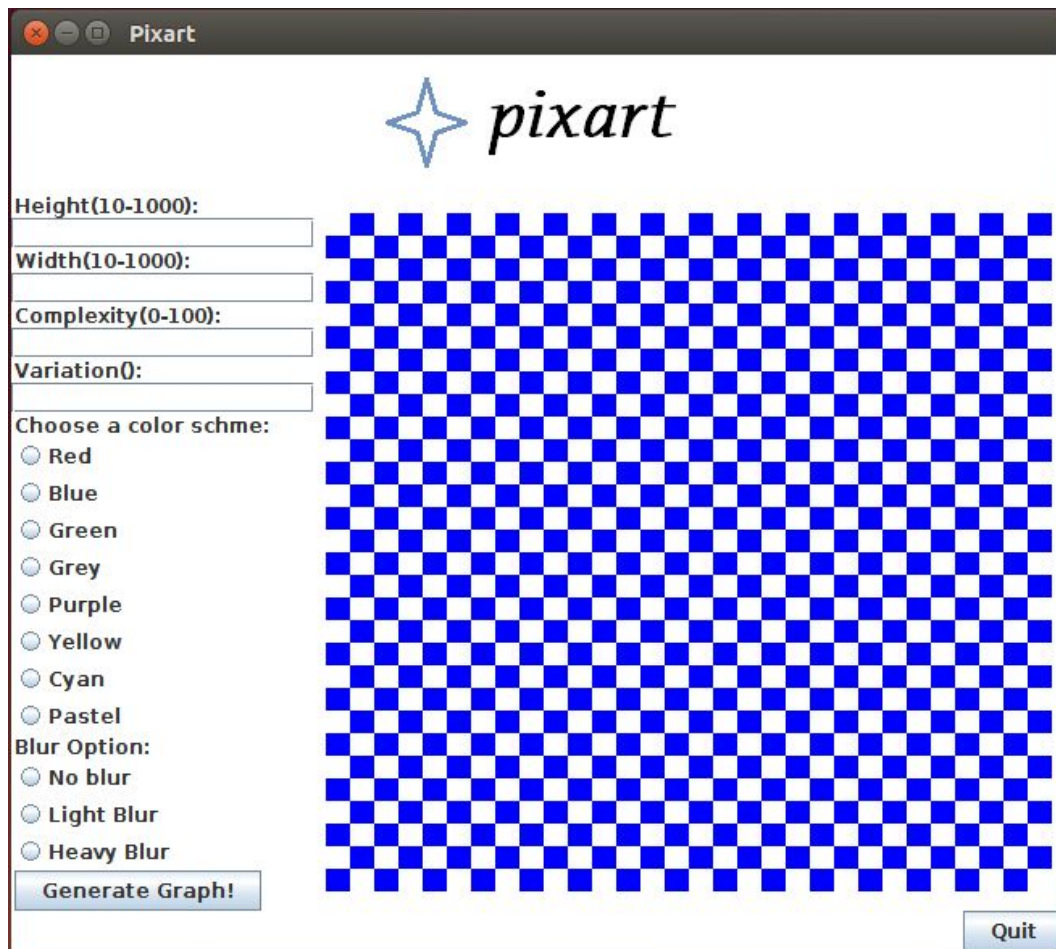 Pixart
pixart
Height(10-1000):
Width(10-1000):
Complexity(0-100):
Variation():
Choose a color schme:
Red
Blue
Green
Grey
Purple
Yellow
Cyan
Pastel
Blur Option:
No blur
Light Blur
Heavy Blur
Generate Graph!
Quit